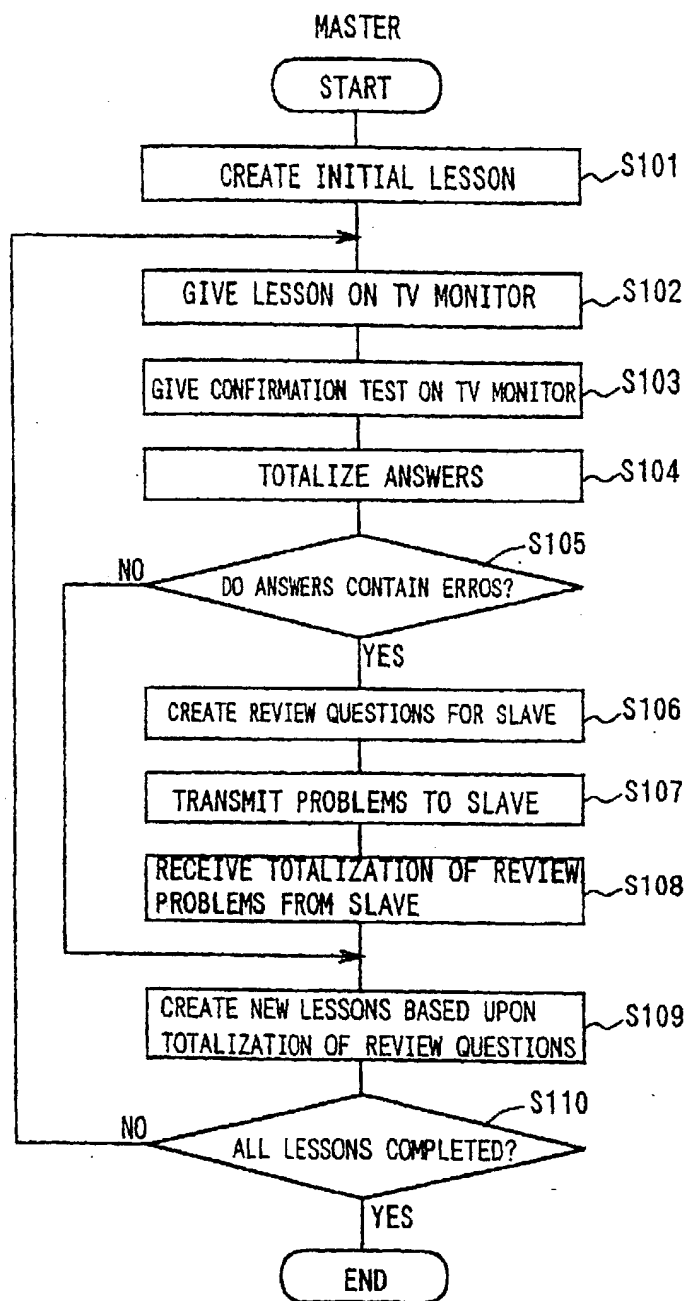 MASTER
START
CREATE INITIAL LESSON
S101
GIVE LESSON ON TV MONITOR
S102
GIVE CONFIRMATION TEST ON TV MONITOR
S103
TOTALIZE ANSWERS
S104
S105
NO
DO ANSWERS CONTAIN ERROS?
YES
CREATE REVIEW QUESTIONS FOR SLAVE
S106
TRANSMIT PROBLEMS TO SLAVE
S107
RECEIVE TOTALIZATION OF REVIEW
PROBLEMS FROM SLAVE
S108
CREATE NEW LESSONS BASED UPON
TOTALIZATION OF REVIEW QUESTIONS
S109
S110
NO
ALL LESSONS COMPLETED?
YES
END